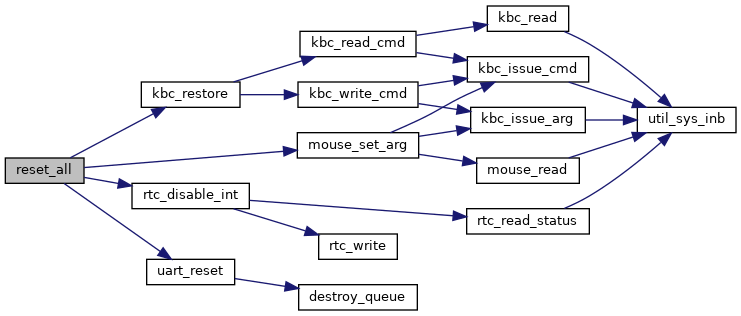 reset_all
kbc_restore
kbc_read_cmd
kbc_read
kbc_issue_cmd
util_sys_inb
kbc_write_cmd
kbc_issue_arg
mouse_set_arg
mouse_read
rtc_disable_int
rtc_read_status
rtc_write
uart_reset
destroy_queue